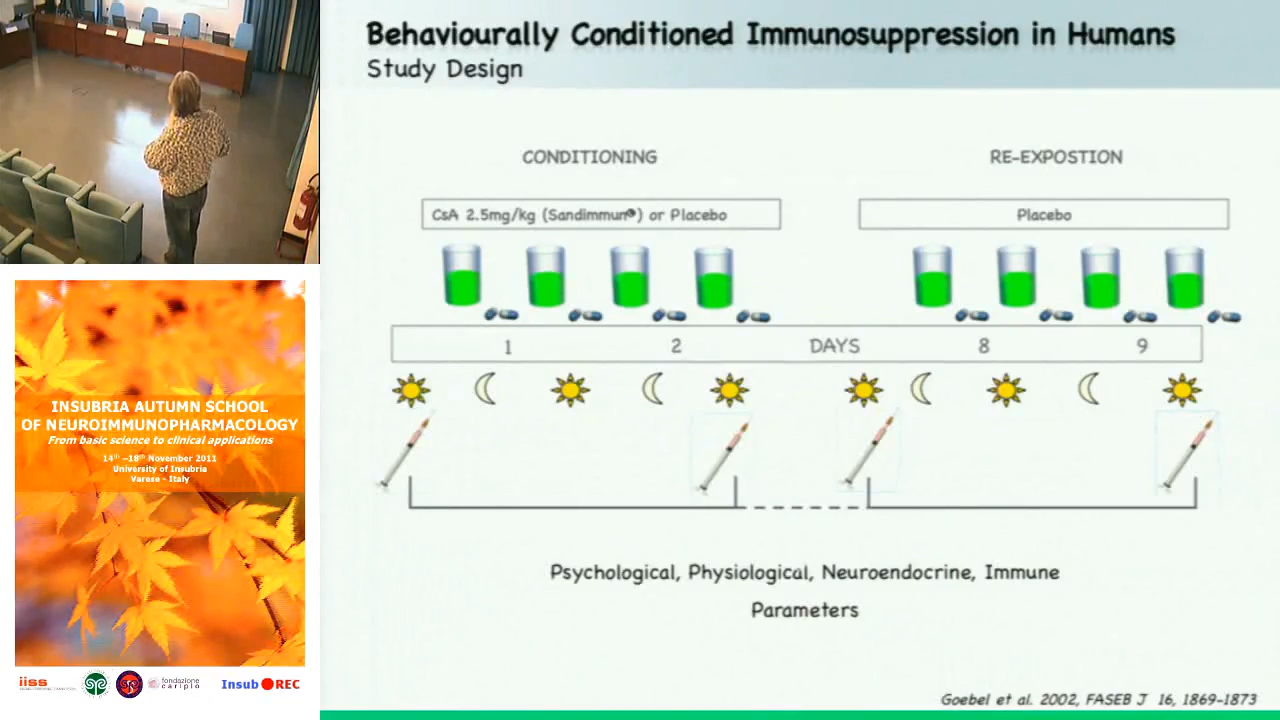 Behaviourally Conditioned Immunosuppression in Humans
Study Design
CONDITIONING
RE-EXPOSTION
CsA 2.5mg/kg (Sandimmun®) or Placebo
Placebo
1 2 DAYS 8 9
Psychological, Physiological, Neuroendocrine, Immune
Parameters
Goebel et al. 2002, FASEB J 16, 1869-1873
INSUBRIA AUTUMN SCHOOL
OF NEUROIMMUNOPHARMACOLOGY
From basic science to clinical applications
14th -18th November 2011
University of Insubria
Varese - Italy
iiss
fondazione
cariplo
Insub REC